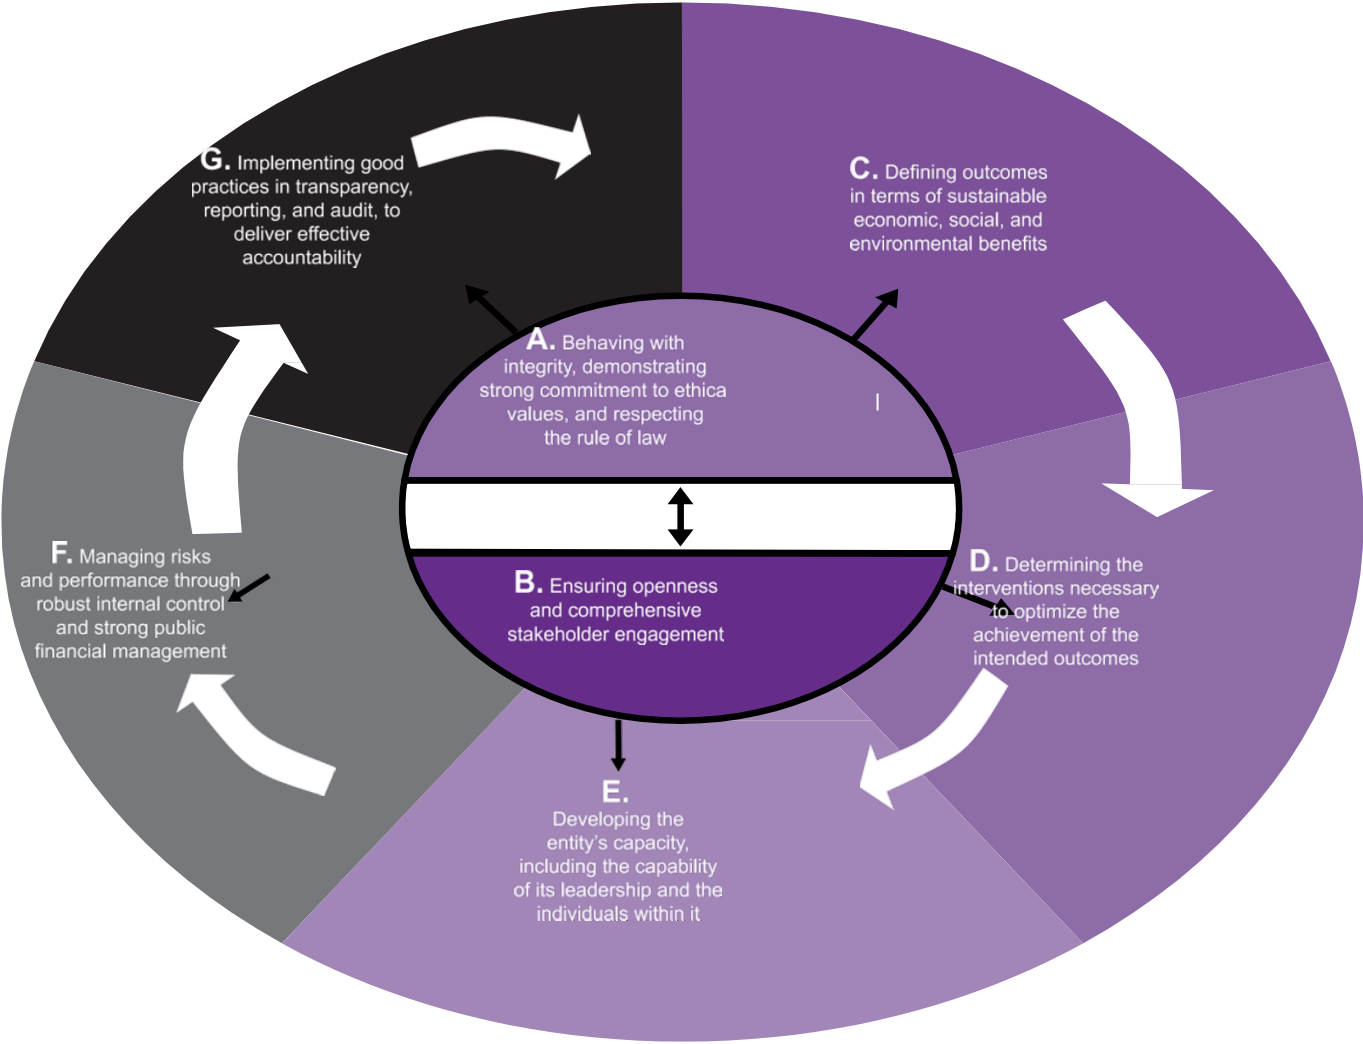 G. Implementing good
practices in transparency,
reporting, and audit, to
deliver effective
accountability
C. Defining outcomes
in terms of sustainable
economic, social, and
environmental benefits
A. Behaving with
integrity, demonstrating
strong commitment to ethica
l
values, and respecting
the rule of law
B. Ensuring openness
and comprehensive
stakeholder engagement
D. Determining the
interventions necessary
to optimize the
achievement of the
intended outcomes
E.
Developing the
entity’s capacity,
including the capability
of its leadership and the
individuals within it
F. Managing risks
and performance through
robust internal control
and strong public
financial management